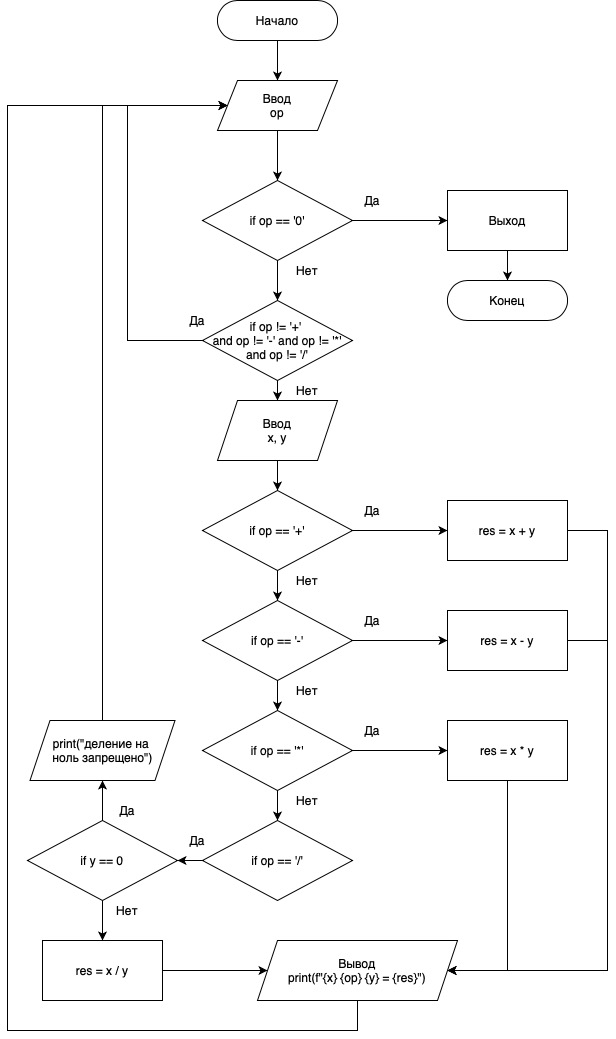 Начало
Ввод
op
if op == '0'
Да
Выход
Нет
Конец
Да
if op != '+'
and op != '-' and op != '*'
and op != '/'
Нет
Ввод
x, y
if op == '+'
Да
res = x + y
Нет
if op == '-'
Да
res = x - y
Нет
if op == '*'
Да
res = x * y
print("деление на
ноль запрещено")
Нет
Да
Да
if y == 0
if op == '/'
Нет
res = x / y
Вывод
print(f"{x} {op} {y} = {res}")